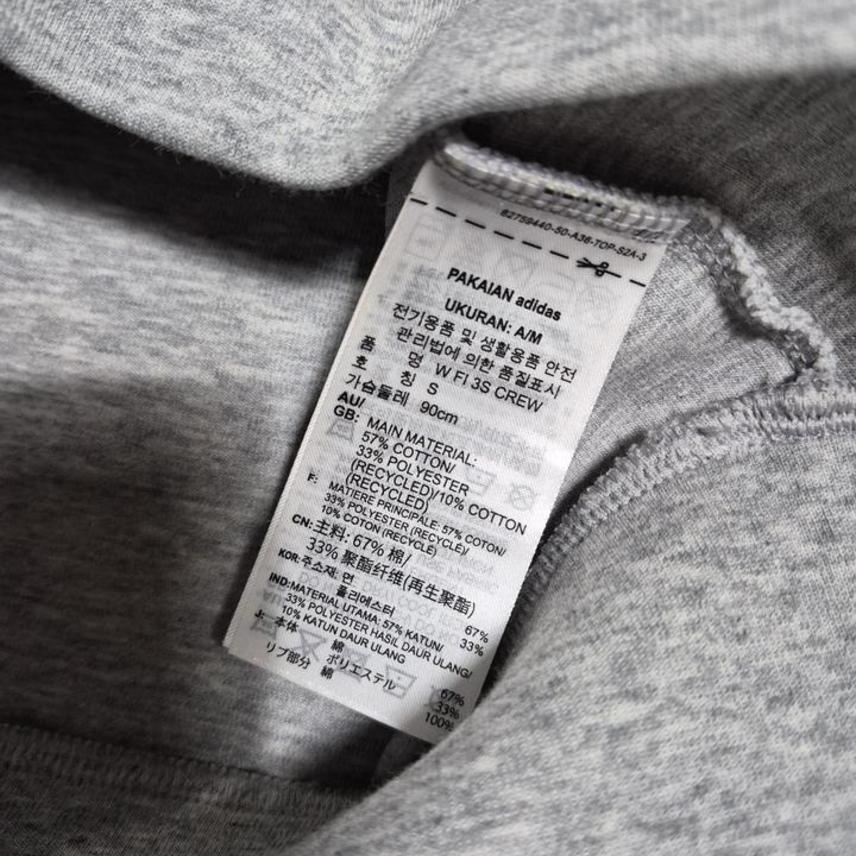 62759440-50-A36-TOP-S2A-3
PAKAIAN adidas
UKURAN: A/M
전기용품 및 생활용품 안전
관리법에 의한 품질표시
품 명 W FI 3S CREW
호 칭 S
가슴둘레 90cm
AU/
GB: MAIN MATERIAL:
57% COTTON/
33% POLYESTER
(RECYCLED)/10% COTTON
(RECYCLED)
F: MATIERE PRINCIPALE: 57% COTON/
33% POLYESTER (RECYCLE)/
10% COTON (RECYCLE)
CN: 主料: 67% 棉/
33% 聚酯纤维(再生聚酯)
KOR: 주소재: 면 67%
폴리에스터 33%
IND: MATERIAL UTAMA: 57% KATUN/
33% POLYESTER HASIL DAUR ULANG/
10% KATUN DAUR ULANG
J: 本体 綿 67%
ポリエステル 33%
リブ部分 綿 100%